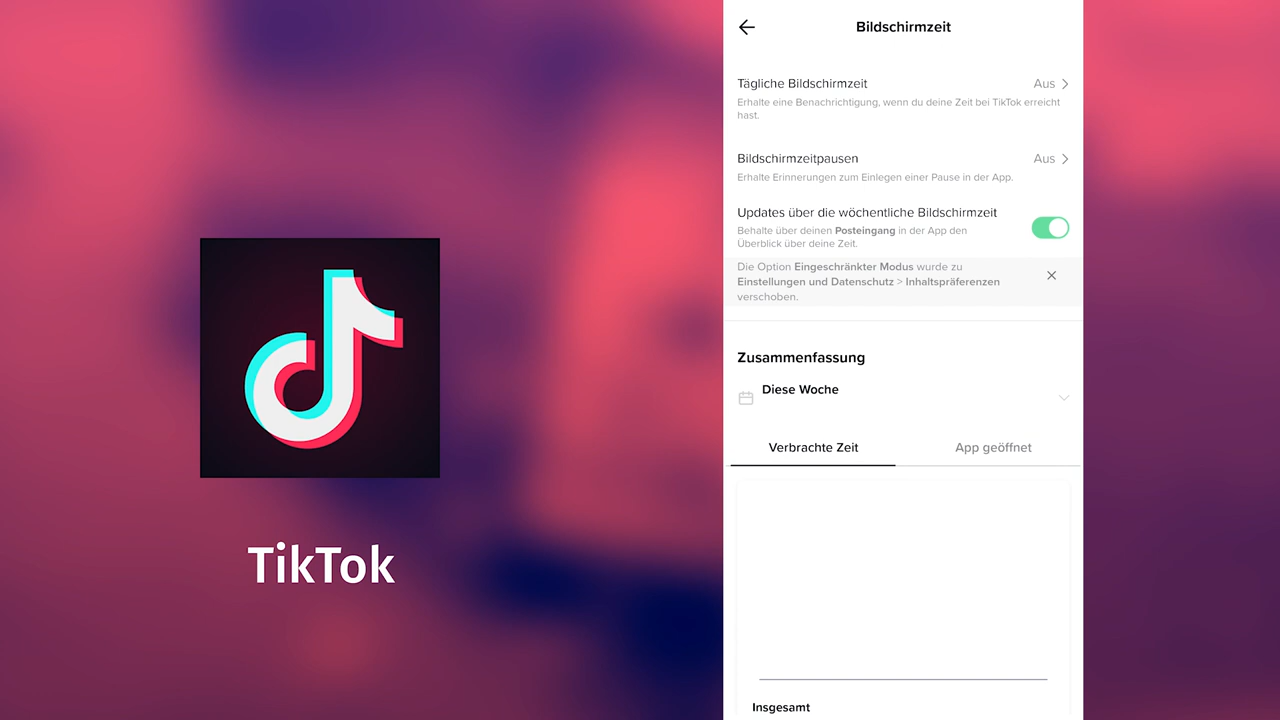 TikTok
Bildschirmzeit
Tägliche Bildschirmzeit
Aus
Erhalte eine Benachrichtigung, wenn du deine Zeit bei TikTok erreicht
hast.
Bildschirmzeitpausen
Aus
Erhalte Erinnerungen zum Einlegen einer Pause in der App.
Updates über die wöchentliche Bildschirmzeit
Behalte über deinen Posteingang in der App den
Überblick über deine Zeit.
Die Option Eingeschränkter Modus wurde zu
Einstellungen und Datenschutz > Inhaltspräferenzen
verschoben.
Zusammenfassung
Diese Woche
Verbrachte Zeit
App geöffnet
Insgesamt